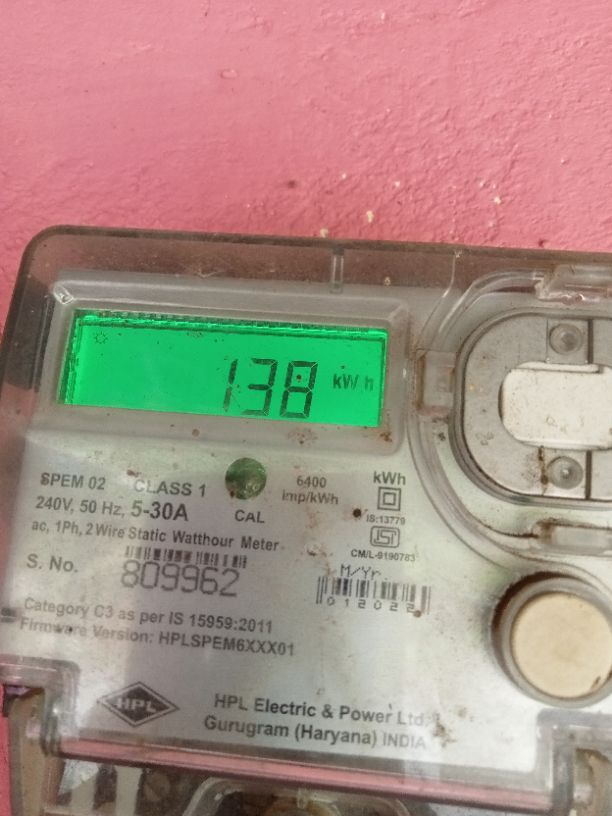 138 kWh
SPEM 02 CLASS 1
6400
imp/kWh
kWh
240V, 50 Hz, 5-30A
CAL
IS:13779
ac, 1Ph, 2 Wire Static Watthour Meter
ISI
CM/L-9190783
S. No.
809962
M/Yr.
012022
Category C3 as per IS 15959:2011
Firmware Version: HPLSPEM6XXX01
HPL
HPL Electric & Power Ltd.
Gurugram (Haryana) INDIA